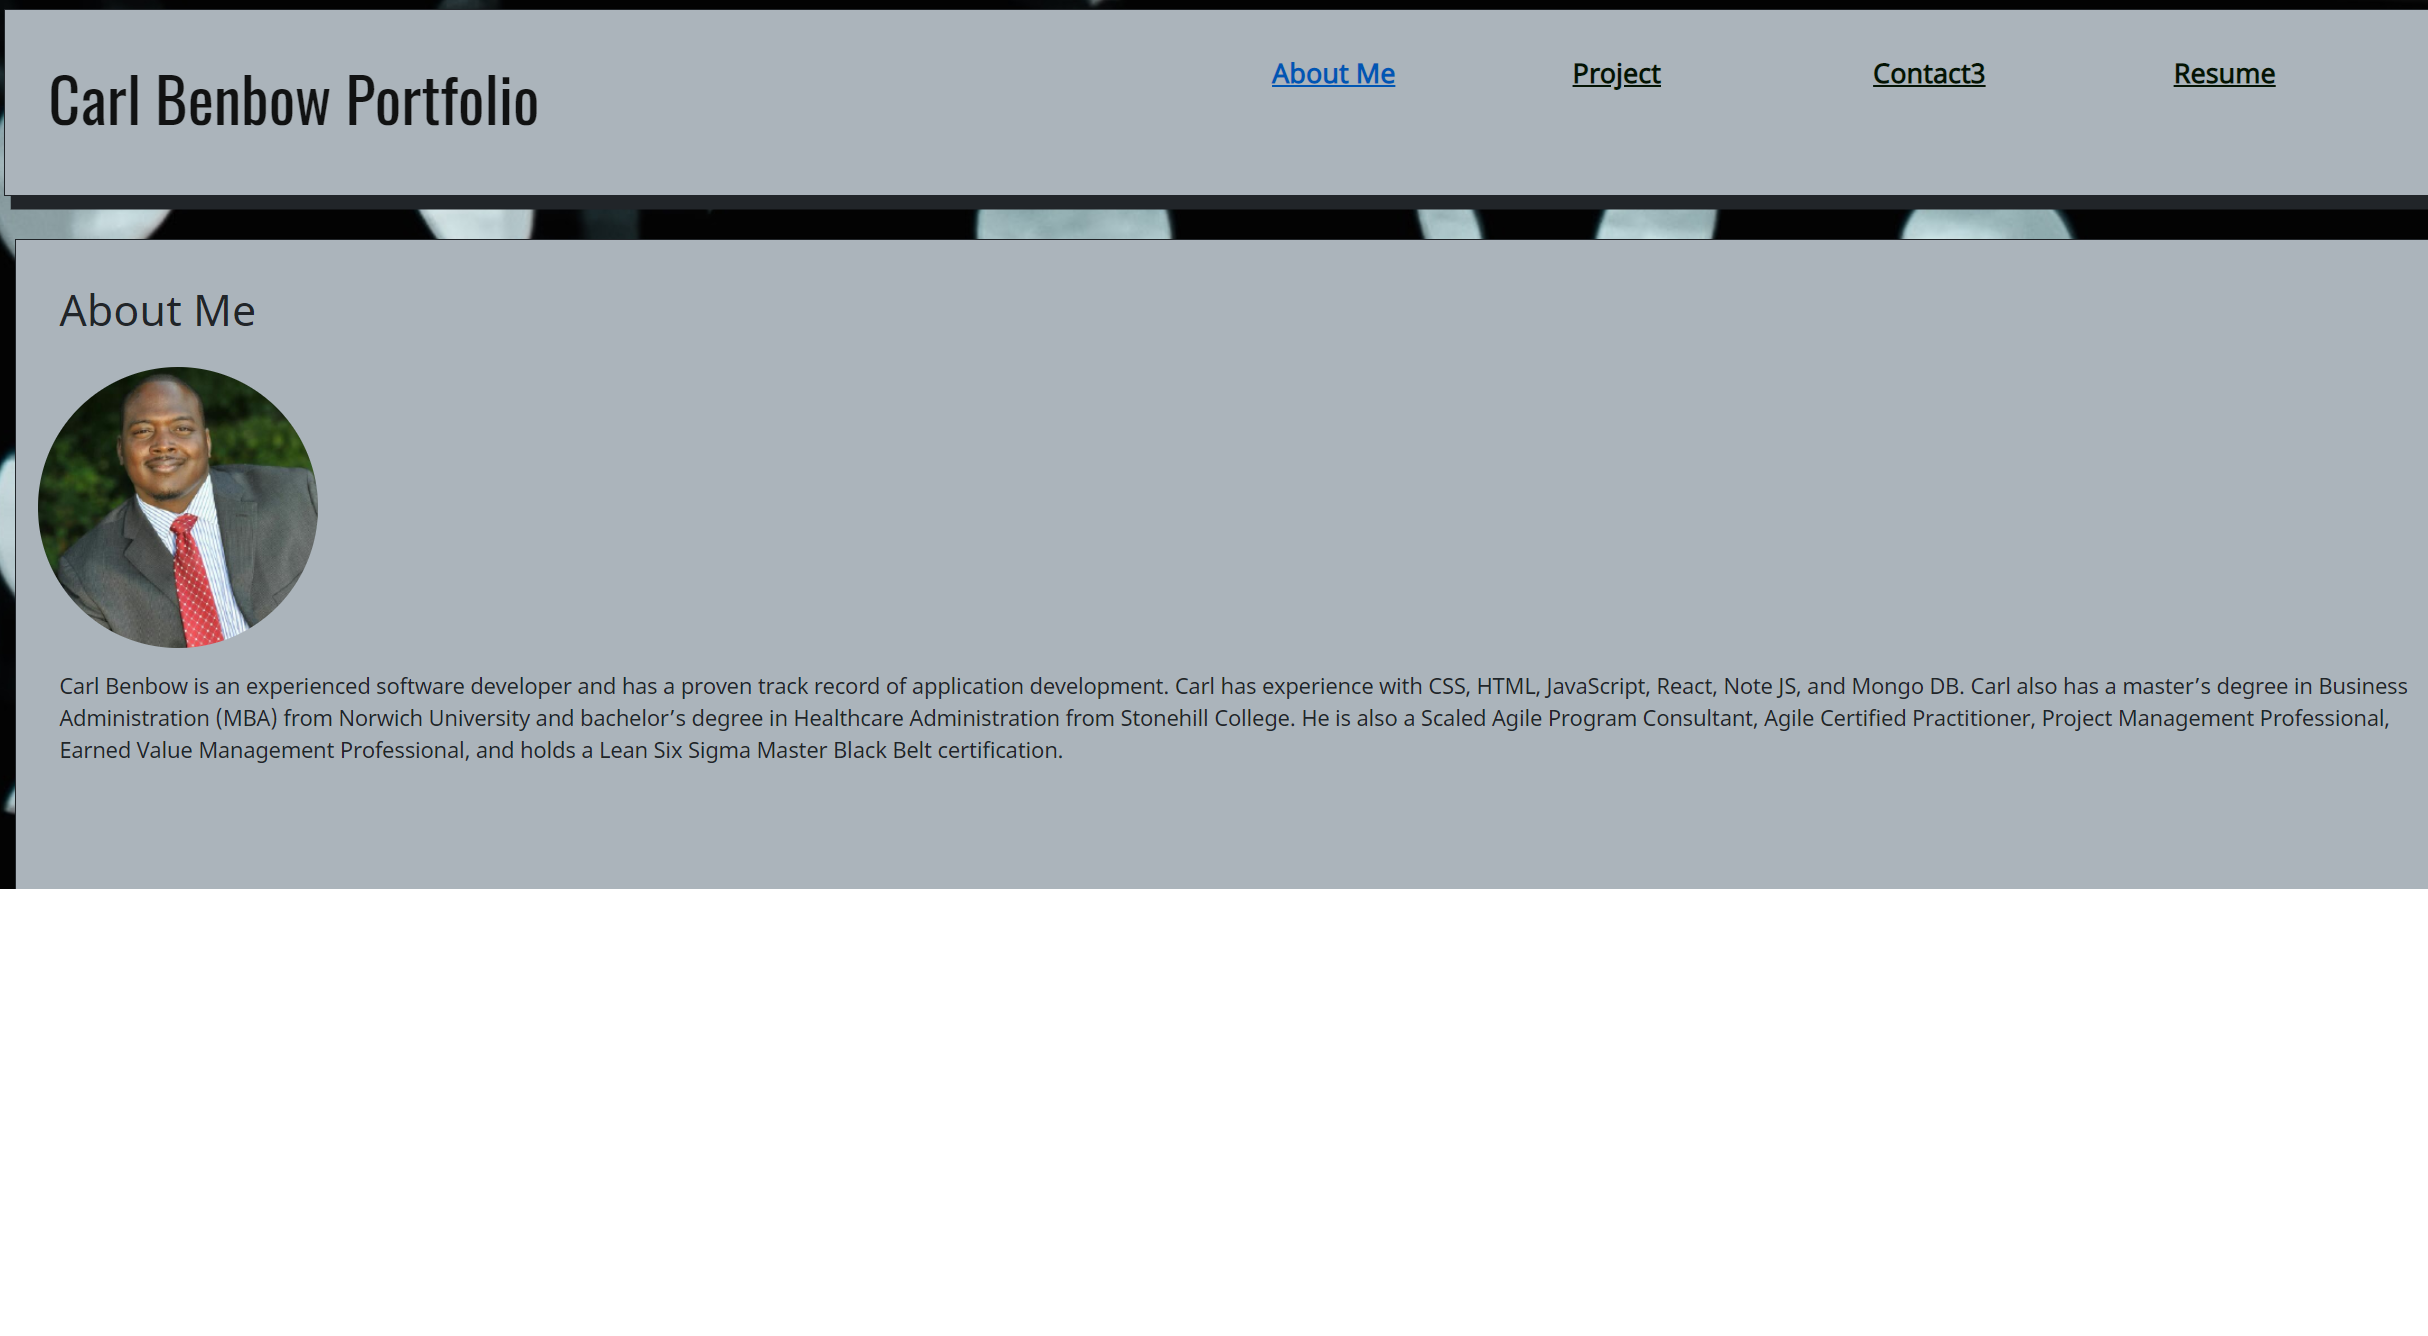 Carl Benbow Portfolio
About Me
Project
Contact3
Resume
About Me
Carl Benbow is an experienced software developer and has a proven track record of application development. Carl has experience with CSS, HTML, JavaScript, React, Note JS, and Mongo DB. Carl also has a master’s degree in Business
Administration (MBA) from Norwich University and bachelor’s degree in Healthcare Administration from Stonehill College. He is also a Scaled Agile Program Consultant, Agile Certified Practitioner, Project Management Professional,
Earned Value Management Professional, and holds a Lean Six Sigma Master Black Belt certification.